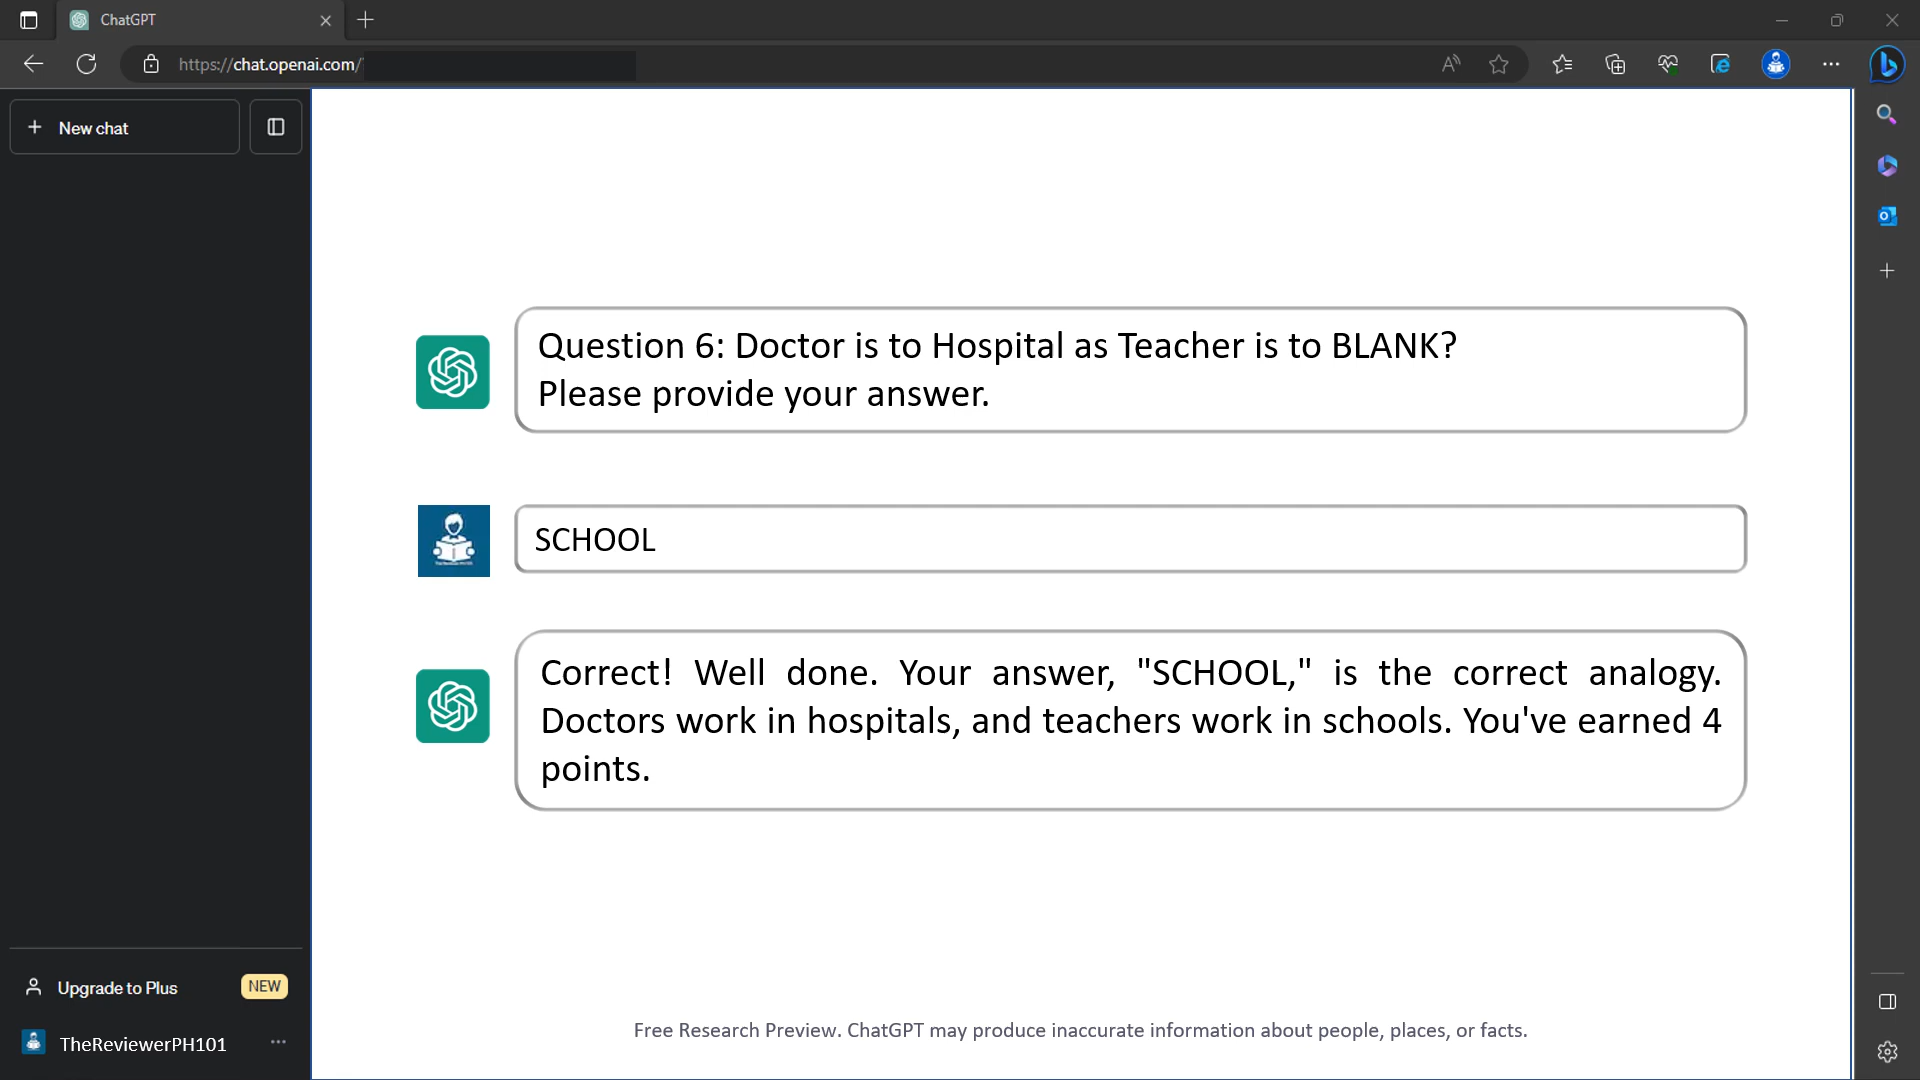 ChatGPT
https://chat.openai.com/
New chat
Question 6: Doctor is to Hospital as Teacher is to BLANK?
Please provide your answer.
SCHOOL
Correct! Well done. Your answer, "SCHOOL," is the correct analogy.
Doctors work in hospitals, and teachers work in schools. You've earned 4
points.
Upgrade to Plus NEW
TheReviewerPH101
Free Research Preview. ChatGPT may produce inaccurate information about people, places, or facts.